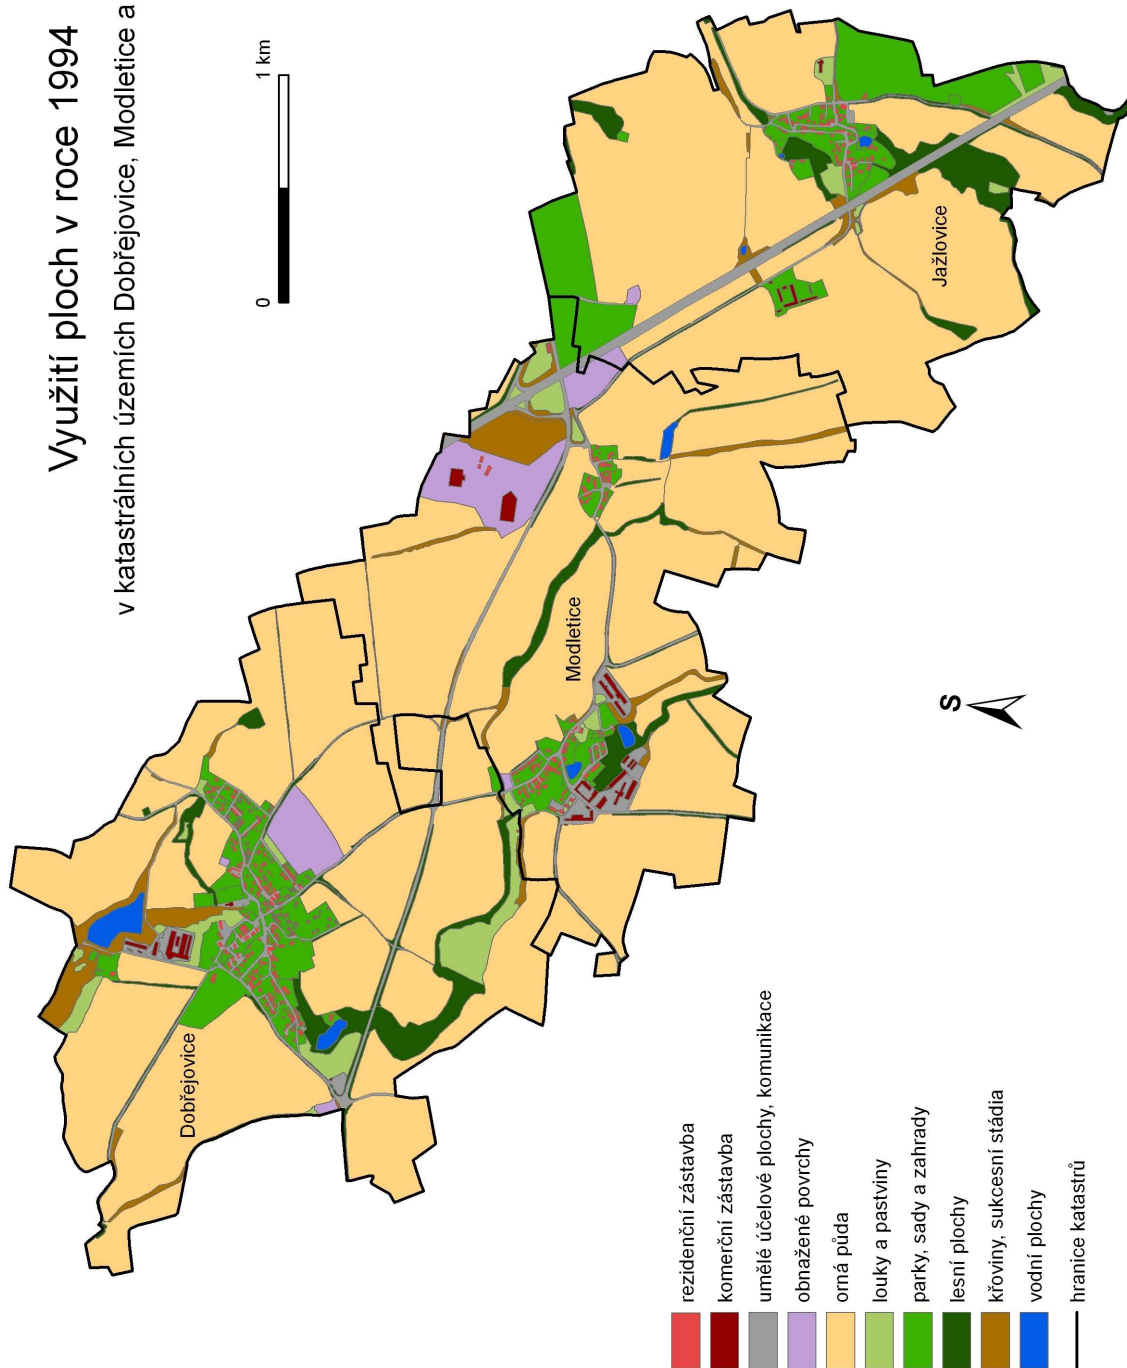 Využití ploch v roce 1994
v katastrálních územích Dobřejovice, Modletice a
0
1 km
Dobřejovice
Modletice
Jažlovice
S
rezidenční zástavba
komerční zástavba
umělé účelové plochy, komunikace
obnažené povrchy
orná půda
louky a pastviny
parky, sady a zahrady
lesní plochy
křoviny, sukcesní stádia
vodní plochy
hranice katastrů